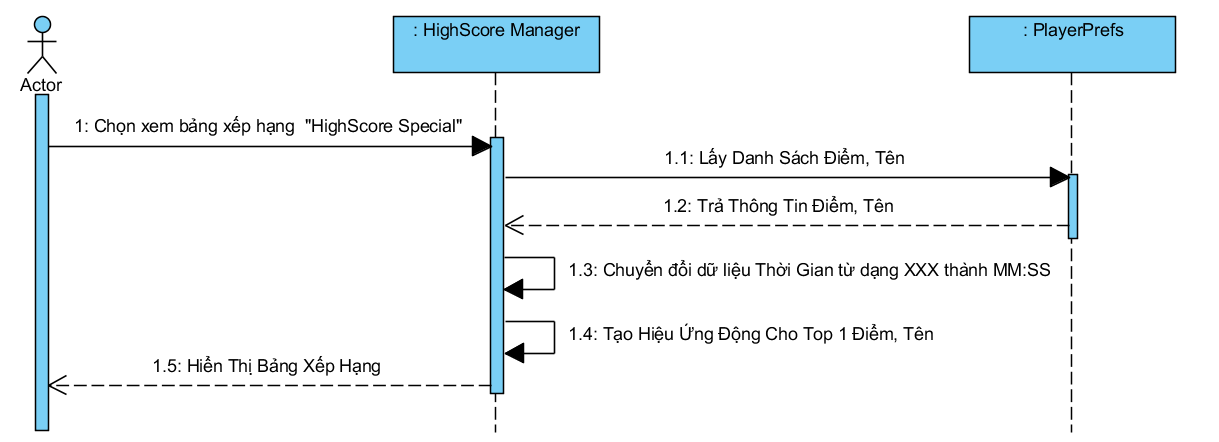 : HighScore Manager
: PlayerPrefs
Actor
1: Chọn xem bảng xếp hạng  "HighScore Special"
1.1: Lấy Danh Sách Điểm, Tên
1.2: Trả Thông Tin Điểm, Tên
1.3: Chuyển đổi dữ liệu Thời Gian từ dạng XXX thành MM:SS
1.4: Tạo Hiệu Ứng Động Cho Top 1 Điểm, Tên
1.5: Hiển Thị Bảng Xếp Hạng